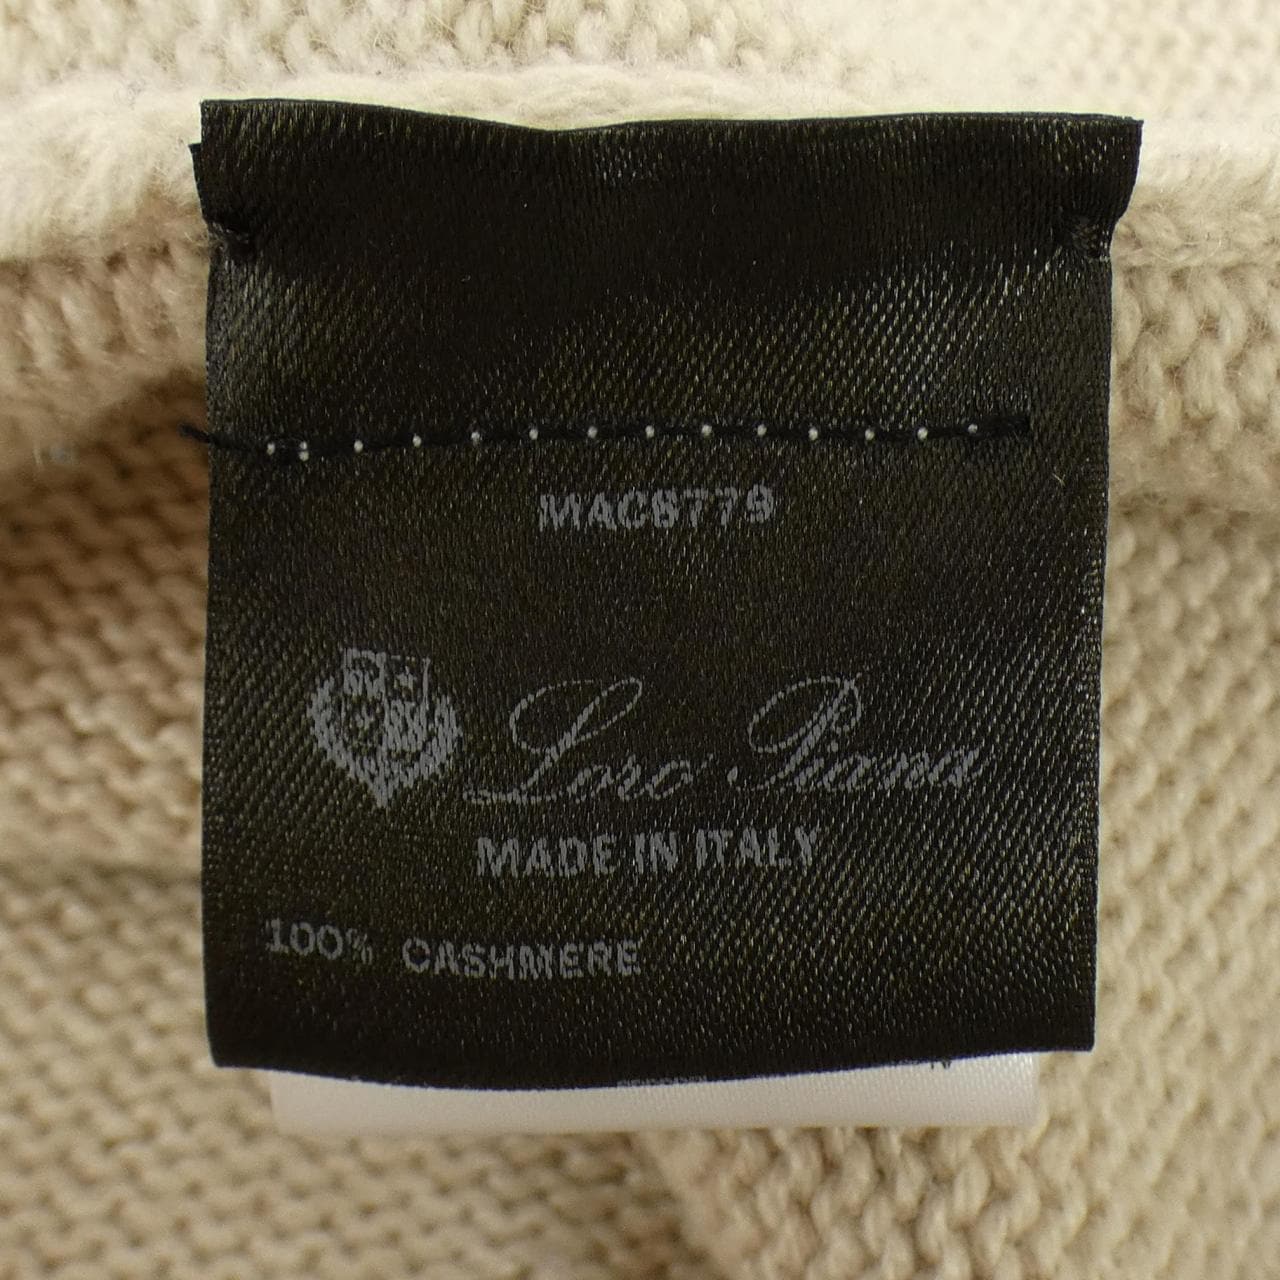 MAC6779
Loro Piana
MADE IN ITALY
100% CASHMERE